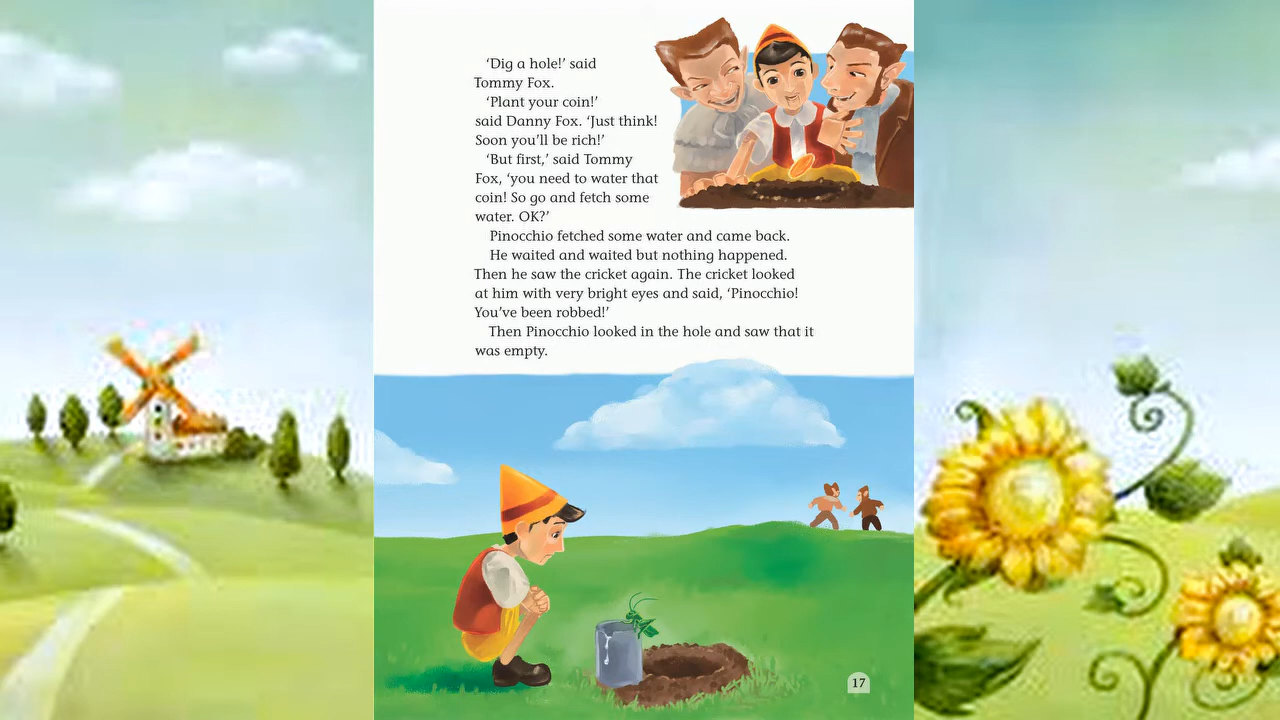 ‘Dig a hole!’ said
Tommy Fox.
‘Plant your coin!’
said Danny Fox. ‘Just think!
Soon you’ll be rich!’
‘But first,’ said Tommy
Fox, ‘you need to water that
coin! So go and fetch some
water. OK?’
Pinocchio fetched some water and came back.
He waited and waited but nothing happened.
Then he saw the cricket again. The cricket looked
at him with very bright eyes and said, ‘Pinocchio!
You’ve been robbed!’
Then Pinocchio looked in the hole and saw that it
was empty.
17